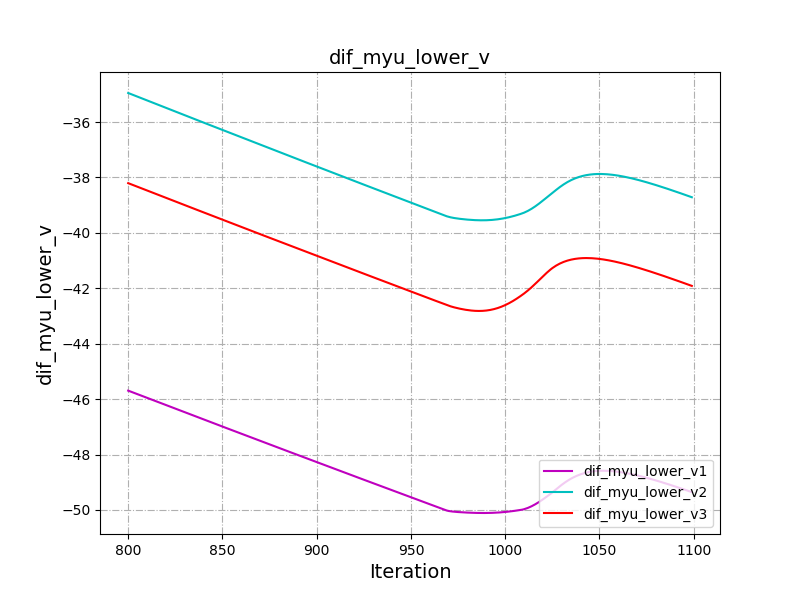 dif_myu_lower_v
dif_myu_lower_v
−36
−38
−40
−42
−44
−46
−48
−50
dif_myu_lower_v1
dif_myu_lower_v2
dif_myu_lower_v3
800
850
900
950
1000
1050
1100
Iteration